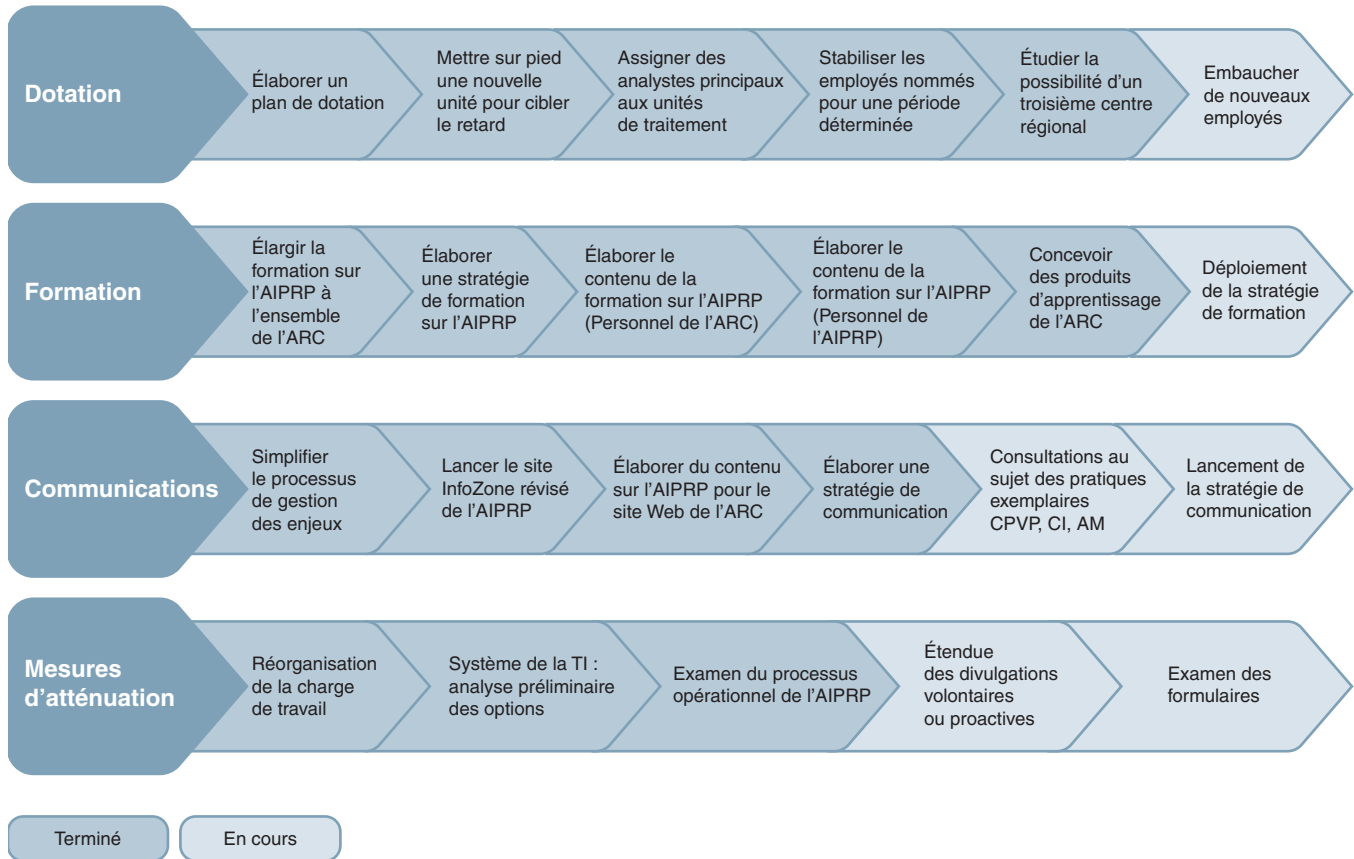 Dotation
Élaborer un
plan de dotation
Mettre sur pied
une nouvelle
unité pour cibler
le retard
Assigner des
analystes principaux
aux unités
de traitement
Stabiliser les
employés nommés
pour une période
déterminée
Étudier la
possibilité d’un
troisième centre
régional
Embaucher
de nouveaux
employés
Formation
Élargir la
formation sur
l’AIPRP à
l’ensemble
de l’ARC
Élaborer
une stratégie
de formation
sur l’AIPRP
Élaborer le
contenu de la
formation sur l’AIPRP
(Personnel de l’ARC)
Élaborer le
contenu de la
formation sur l’AIPRP
(Personnel de
l’AIPRP)
Concevoir
des produits
d’apprentissage
de l’ARC
Déploiement
de la stratégie
de formation
Communications
Simplifier
le processus
de gestion
des enjeux
Lancer le site
InfoZone révisé
de l’AIPRP
Élaborer du contenu
sur l’AIPRP pour le
site Web de l’ARC
Élaborer une
stratégie de
communication
Consultations au
sujet des pratiques
exemplaires
CPVP, CI, AM
Lancement de
la stratégie de
communication
Mesures
d’atténuation
Réorganisation
de la charge
de travail
Système de la TI :
analyse préliminaire
des options
Examen du processus
opérationnel de l’AIPRP
Étendue
des divulgations
volontaires
ou proactives
Examen des
formulaires
Terminé
En cours